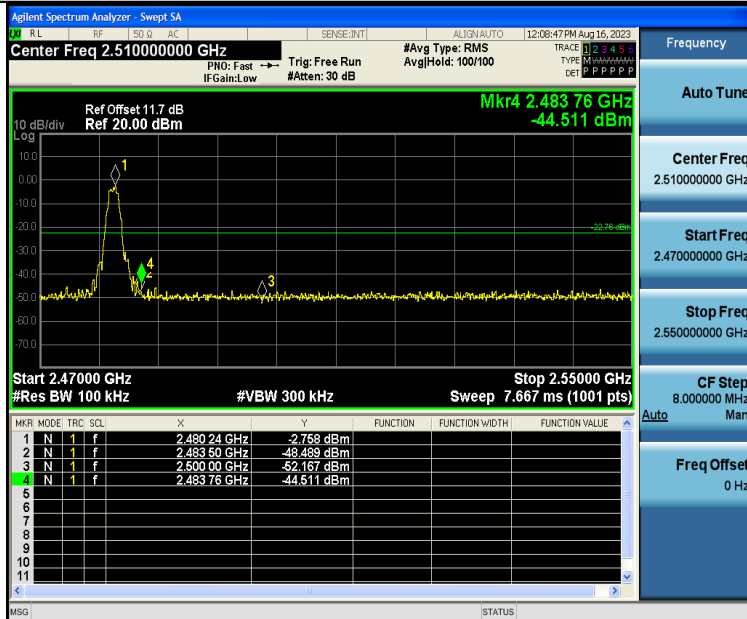 Agilent Spectrum Analyzer - Swept SA
LXI RL RF 50 Ω AC SENSE:INT ALIGN AUTO 12:08:47 PM Aug 16, 2023
Center Freq 2.510000000 GHz #Avg Type: RMS TRACE 1 2 3 4 5 6
PNO: Fast Trig: Free Run Avg|Hold: 100/100 TYPE M
IFGain:Low #Atten: 30 dB DET P P P P P P
Mkr4 2.483 76 GHz
Ref Offset 11.7 dB
10 dB/div Ref 20.00 dBm -44.511 dBm
Log
10.0
0.00
-10.0
-20.0
-30.0
-40.0
-50.0
-60.0
-70.0
1
-22.76 dBm
4
2
3
Start 2.47000 GHz Stop 2.55000 GHz
#Res BW 100 kHz #VBW 300 kHz Sweep 7.667 ms (1001 pts)
MKR MODE TRC SCL X Y FUNCTION FUNCTION WIDTH FUNCTION VALUE
1 N 1 f 2.480 24 GHz -2.758 dBm
2 N 1 f 2.483 50 GHz -48.489 dBm
3 N 1 f 2.500 00 GHz -52.167 dBm
4 N 1 f 2.483 76 GHz -44.511 dBm
5
6
7
8
9
10
11
MSG STATUS
Frequency
Auto Tune
Center Freq
2.510000000 GHz
Start Freq
2.470000000 GHz
Stop Freq
2.550000000 GHz
CF Step
8.000000 MHz
Auto Man
Freq Offset
0 Hz